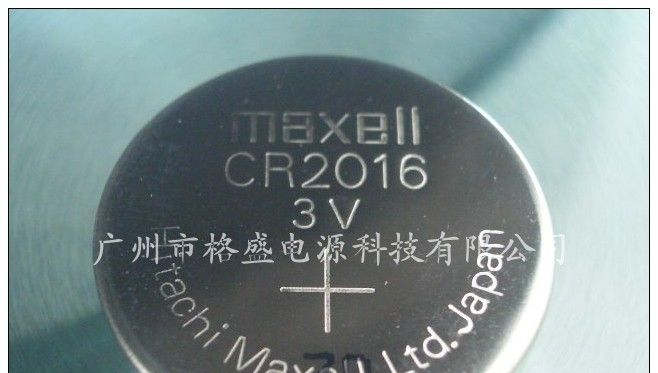 maxell
CR2016
3V
广州市格盛电源科技有限公司
+
Hitachi Maxell Ltd. Japan